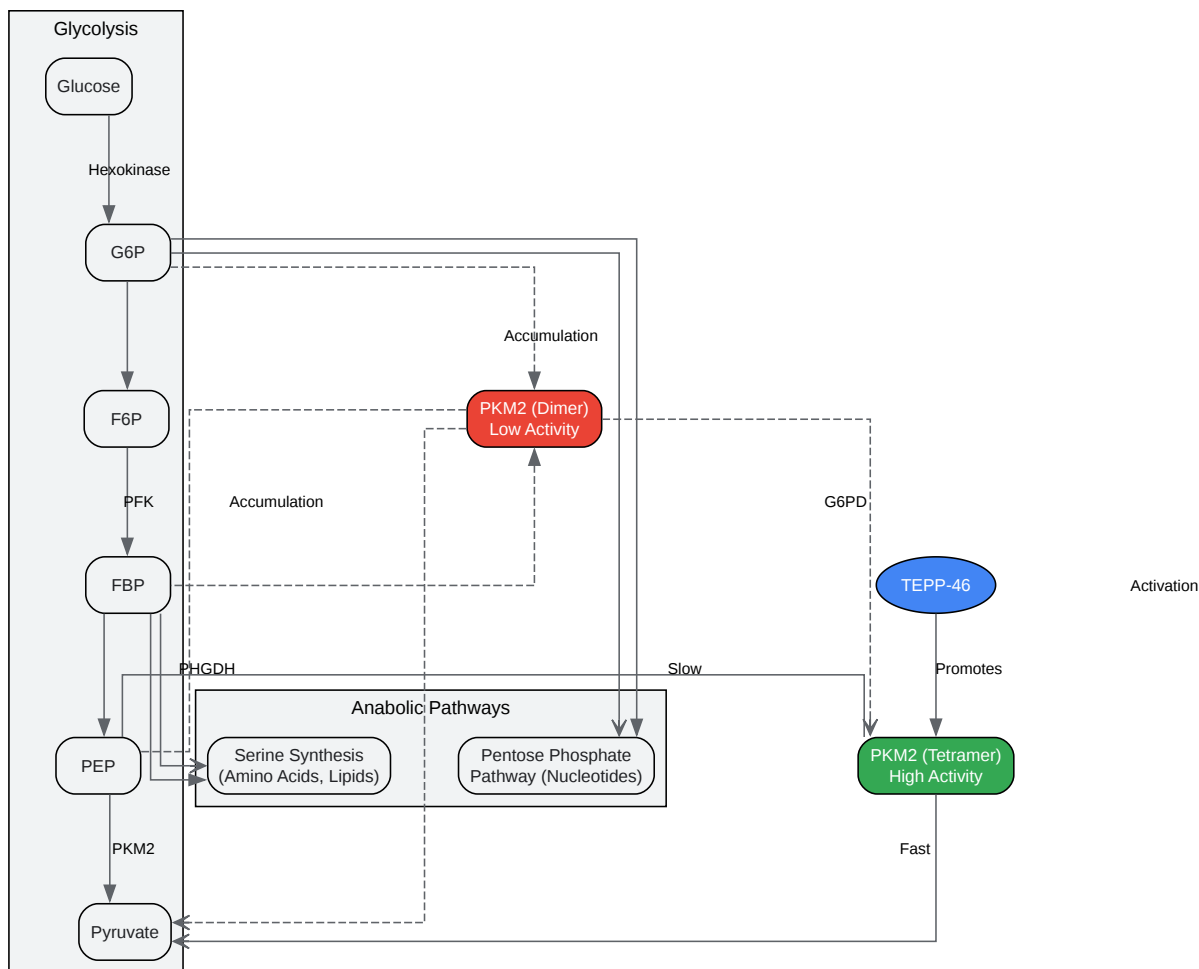 Glycolysis
Glucose
Hexokinase
G6P
Accumulation
F6P
PKM2 (Dimer)
Low Activity
PFK
Accumulation
G6PD
FBP
TEPP-46
Activation
PHGDH
Slow
Promotes
Anabolic Pathways
PEP
Serine Synthesis
(Amino Acids, Lipids)
Pentose Phosphate
Pathway (Nucleotides)
PKM2 (Tetramer)
High Activity
PKM2
Fast
Pyruvate